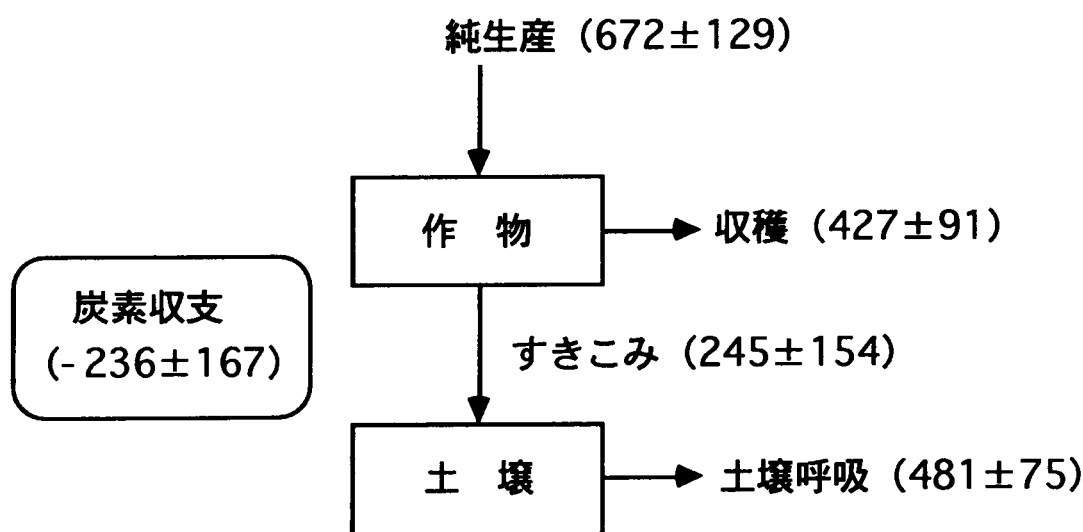 純生産 (672±129)
作 物
収穫 (427±91)
炭素収支
(-236±167)
すきこみ (245±154)
土 壌
土壌呼吸 (481±75)